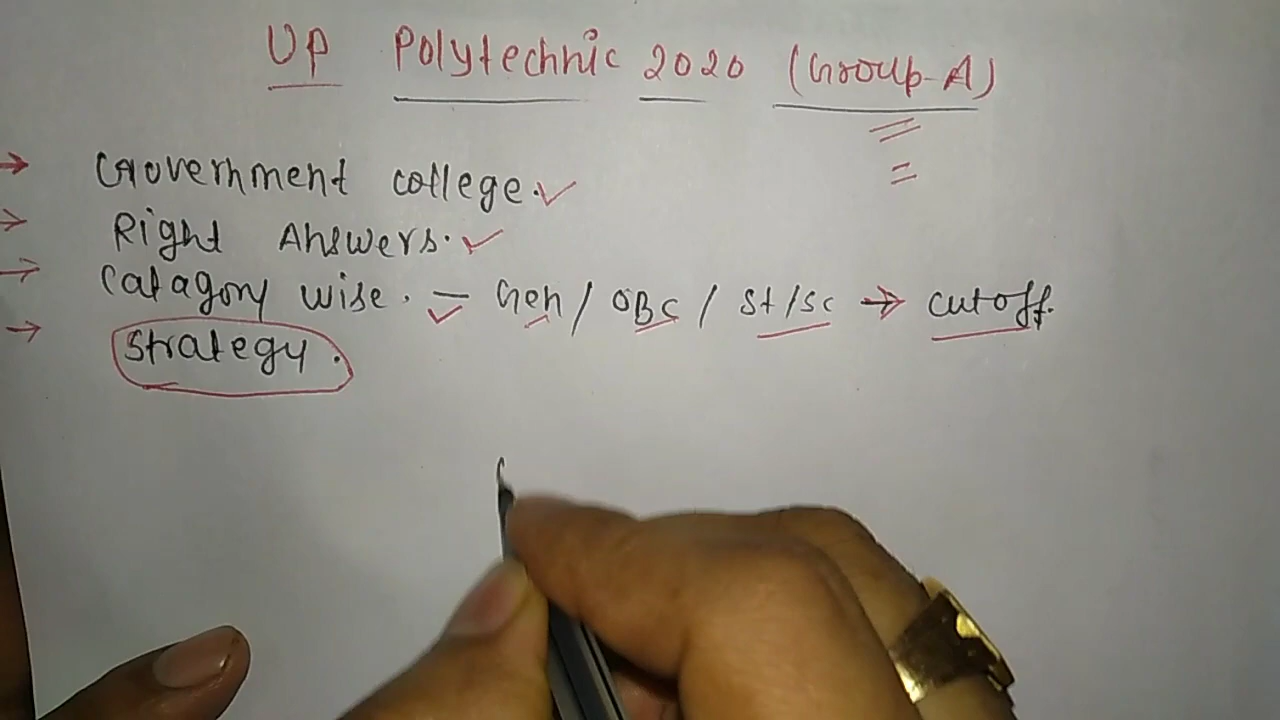 UP Polytechnic 2020 (Group-A)
→ Government college.
→ Right Answers.
→ Catagory wise. = Gen / OBC / St/Sc → cutoff.
→ Strategy.